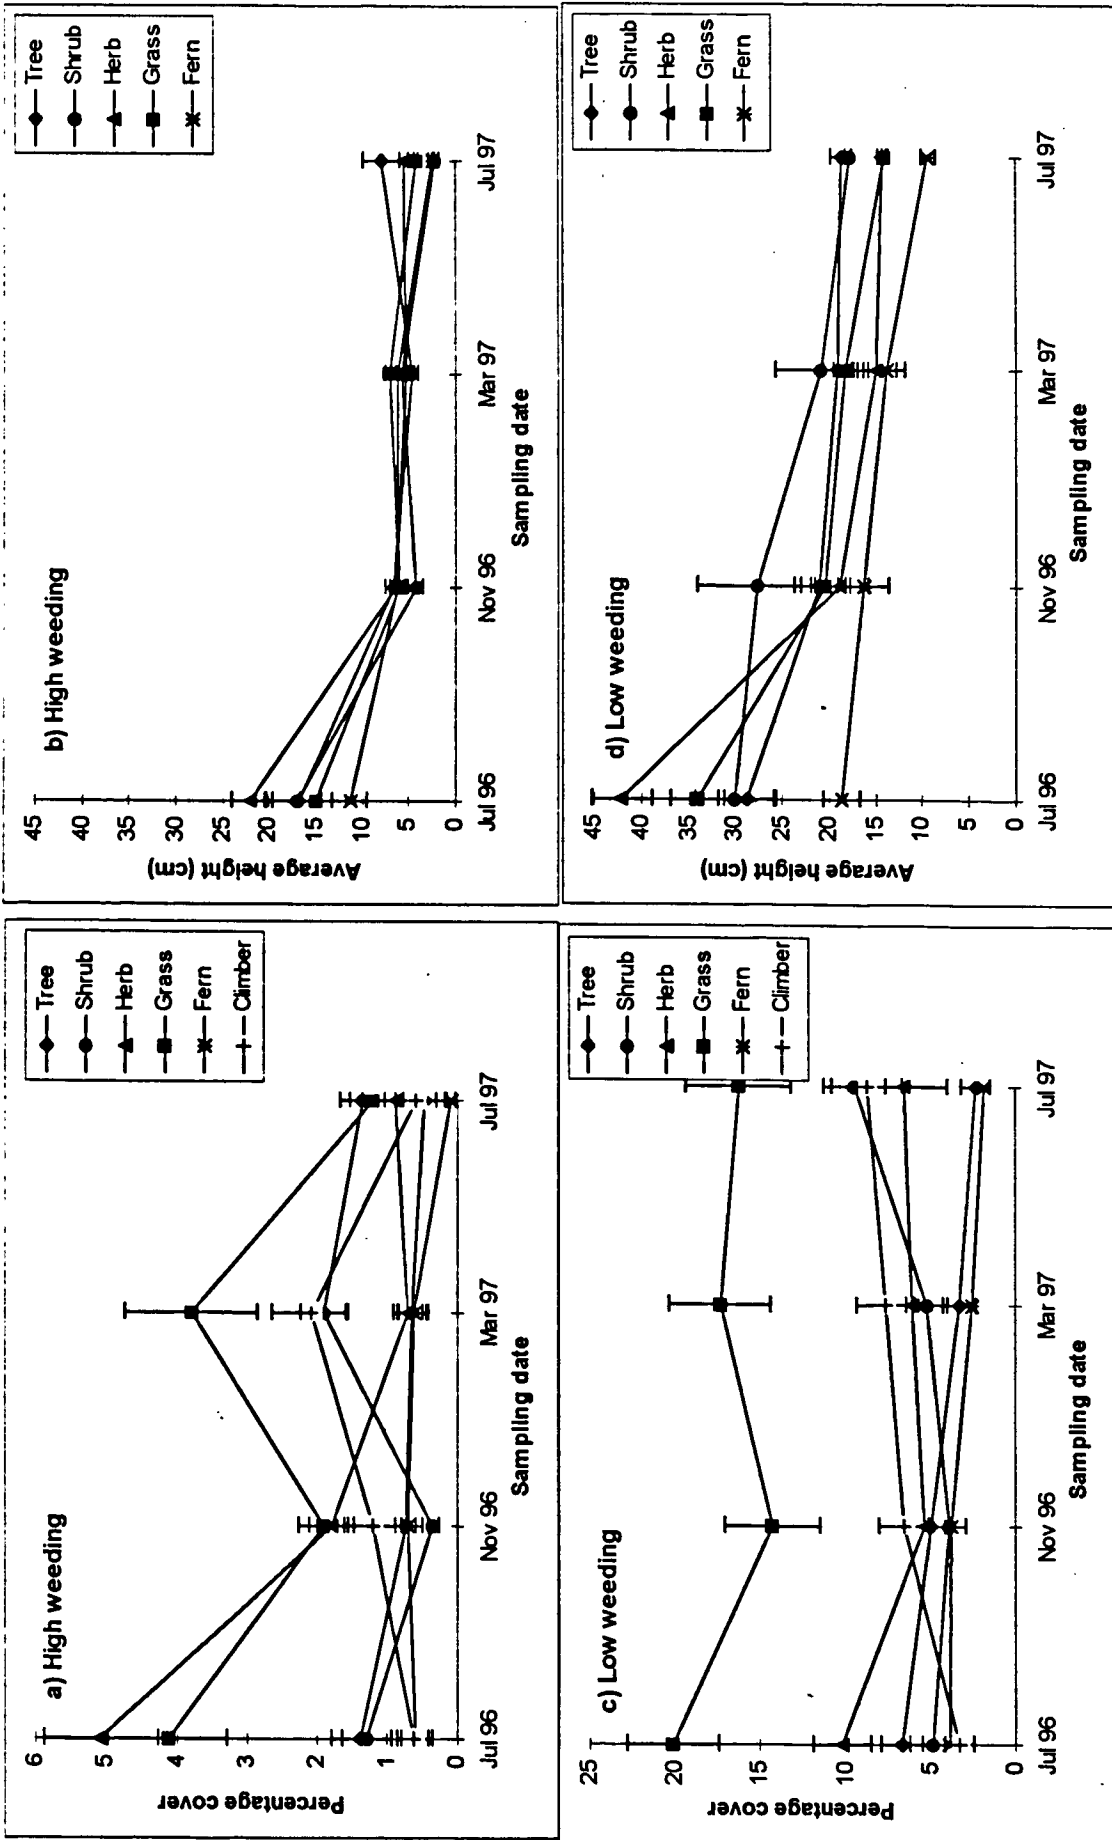 a) High weeding
Percentage cover
6
5
4
3
2
1
0
Jul 96
Nov 96
Mar 97
Jul 97
Sampling date
Tree
Shrub
Herb
Grass
Fern
Climber
b) High weeding
Average height (cm)
45
40
35
30
25
20
15
10
5
0
Jul 96
Nov 96
Mar 97
Jul 97
Sampling date
Tree
Shrub
Herb
Grass
Fern
c) Low weeding
Percentage cover
25
20
15
10
5
0
Jul 96
Nov 96
Mar 97
Jul 97
Sampling date
Tree
Shrub
Herb
Grass
Fern
Climber
d) Low weeding
Average height (cm)
45
40
35
30
25
20
15
10
5
0
Jul 96
Nov 96
Mar 97
Jul 97
Sampling date
Tree
Shrub
Herb
Grass
Fern